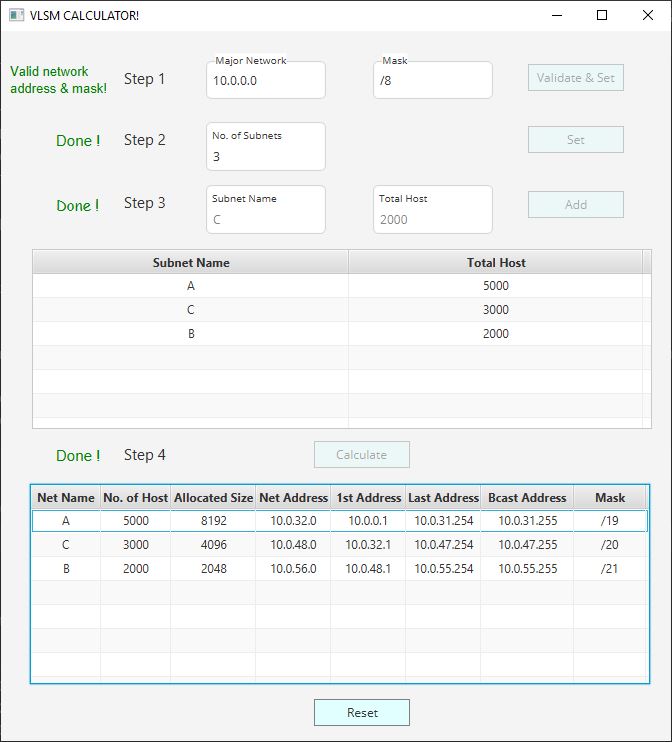 VLSM CALCULATOR!
Valid network
address & mask!
Step 1
Major Network
10.0.0.0
Mask
/8
Validate & Set
Done !
Step 2
No. of Subnets
3
Set
Done !
Step 3
Subnet Name
C
Total Host
2000
Add
Subnet Name Total Host
A 5000
C 3000
B 2000
Done !
Step 4
Calculate
Net Name No. of Host Allocated Size Net Address 1st Address Last Address Bcast Address Mask
A 5000 8192 10.0.32.0 10.0.0.1 10.0.31.254 10.0.31.255 /19
C 3000 4096 10.0.48.0 10.0.32.1 10.0.47.254 10.0.47.255 /20
B 2000 2048 10.0.56.0 10.0.48.1 10.0.55.254 10.0.55.255 /21
Reset